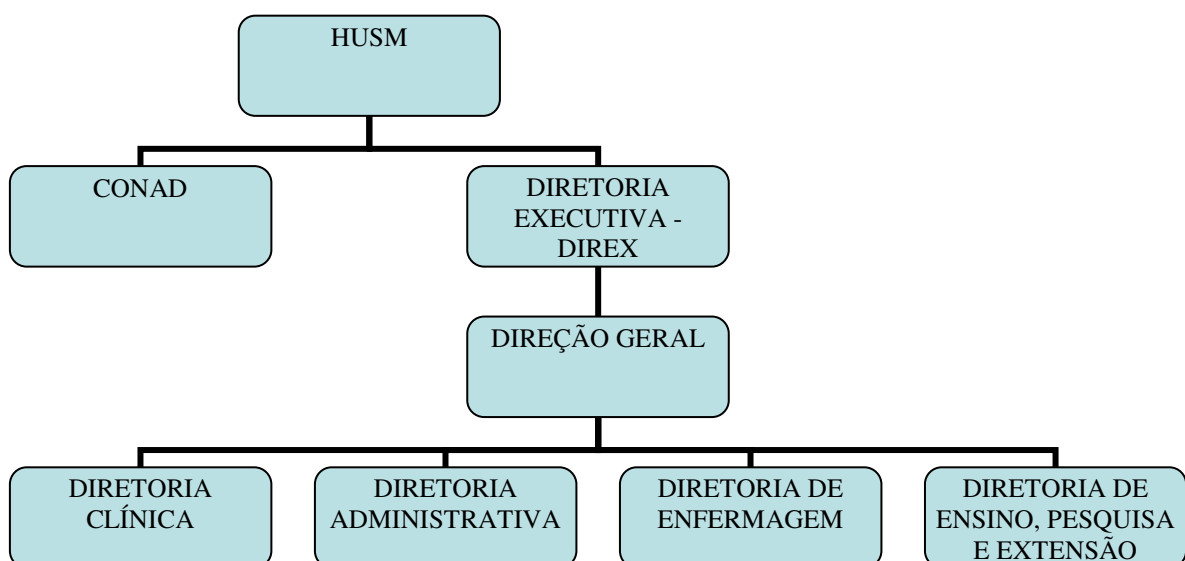 HUSM
CONAD
DIRETORIA
EXECUTIVA -
DIREX
DIREÇÃO GERAL
DIRETORIA
CLÍNICA
DIRETORIA
ADMINISTRATIVA
DIRETORIA DE
ENFERMAGEM
DIRETORIA DE
ENSINO, PESQUISA
E EXTENSÃO